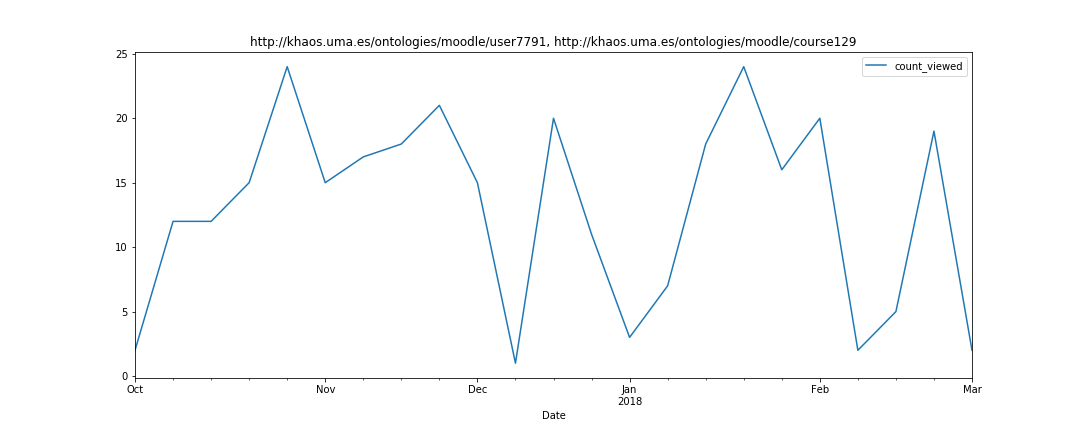 http://khaos.uma.es/ontologies/moodle/user7791, http://khaos.uma.es/ontologies/moodle/course129
count_viewed
25
20
15
10
5
0
Oct Nov Dec Jan Feb Mar
2018
Date